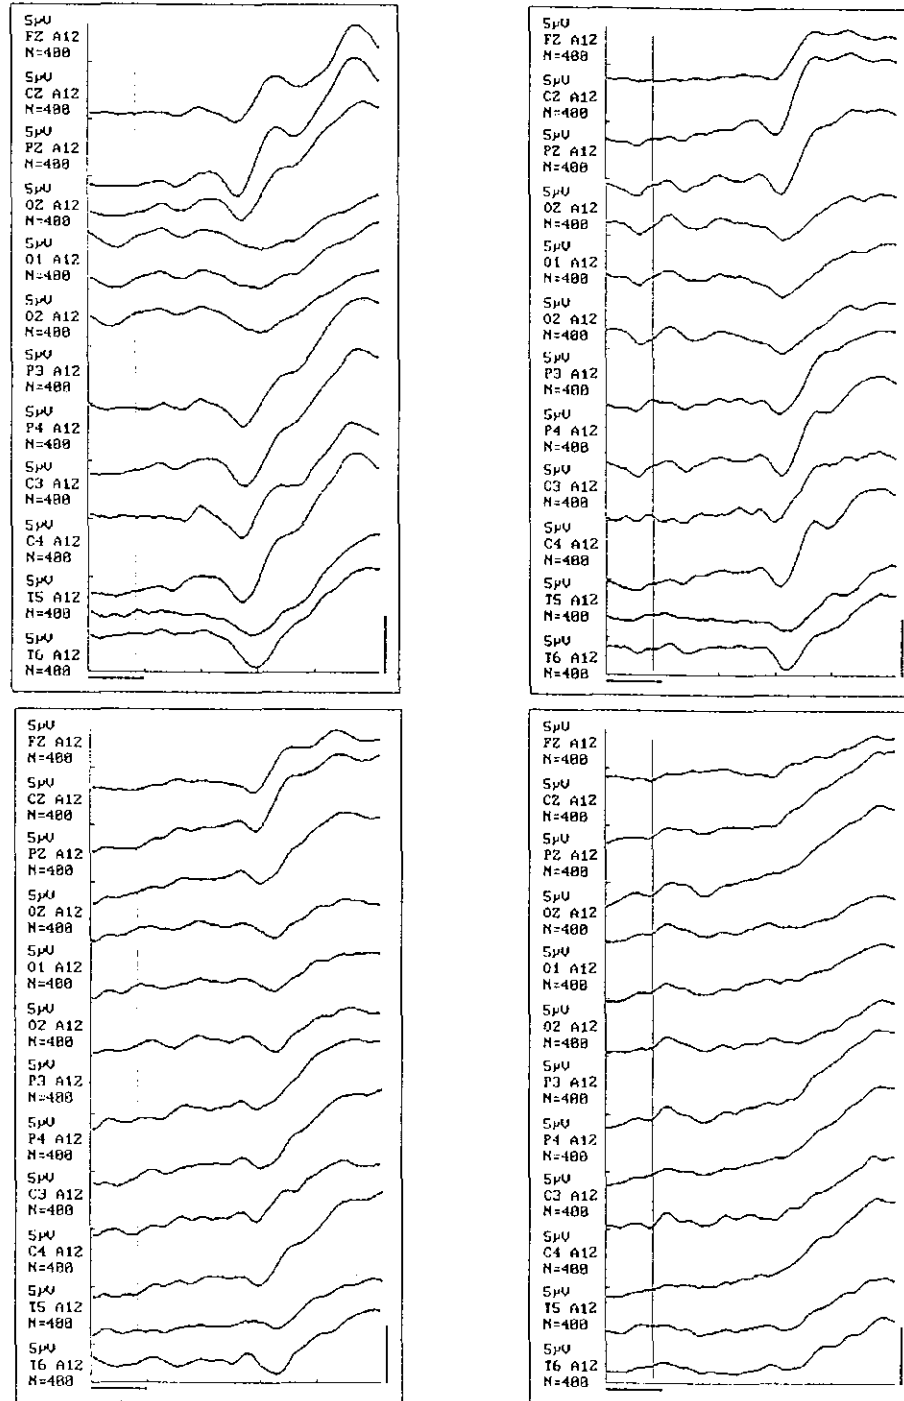 5µV
FZ A12
N=400
5µV
CZ A12
N=400
5µV
PZ A12
N=400
5µV
OZ A12
N=400
5µV
O1 A12
N=400
5µV
O2 A12
N=400
5µV
P3 A12
N=400
5µV
P4 A12
N=400
5µV
C3 A12
N=400
5µV
C4 A12
N=400
5µV
T5 A12
N=400
5µV
T6 A12
N=400
5µV
FZ A12
N=400
5µV
CZ A12
N=400
5µV
PZ A12
N=400
5µV
OZ A12
N=400
5µV
O1 A12
N=400
5µV
O2 A12
N=400
5µV
P3 A12
N=400
5µV
P4 A12
N=400
5µV
C3 A12
N=400
5µV
C4 A12
N=400
5µV
T5 A12
N=400
5µV
T6 A12
N=400
5µV
FZ A12
N=400
5µV
CZ A12
N=400
5µV
PZ A12
N=400
5µV
OZ A12
N=400
5µV
O1 A12
N=400
5µV
O2 A12
N=400
5µV
P3 A12
N=400
5µV
P4 A12
N=400
5µV
C3 A12
N=400
5µV
C4 A12
N=400
5µV
T5 A12
N=400
5µV
T6 A12
N=400
5µV
FZ A12
N=400
5µV
CZ A12
N=400
5µV
PZ A12
N=400
5µV
OZ A12
N=400
5µV
O1 A12
N=400
5µV
O2 A12
N=400
5µV
P3 A12
N=400
5µV
P4 A12
N=400
5µV
C3 A12
N=400
5µV
C4 A12
N=400
5µV
T5 A12
N=400
5µV
T6 A12
N=400